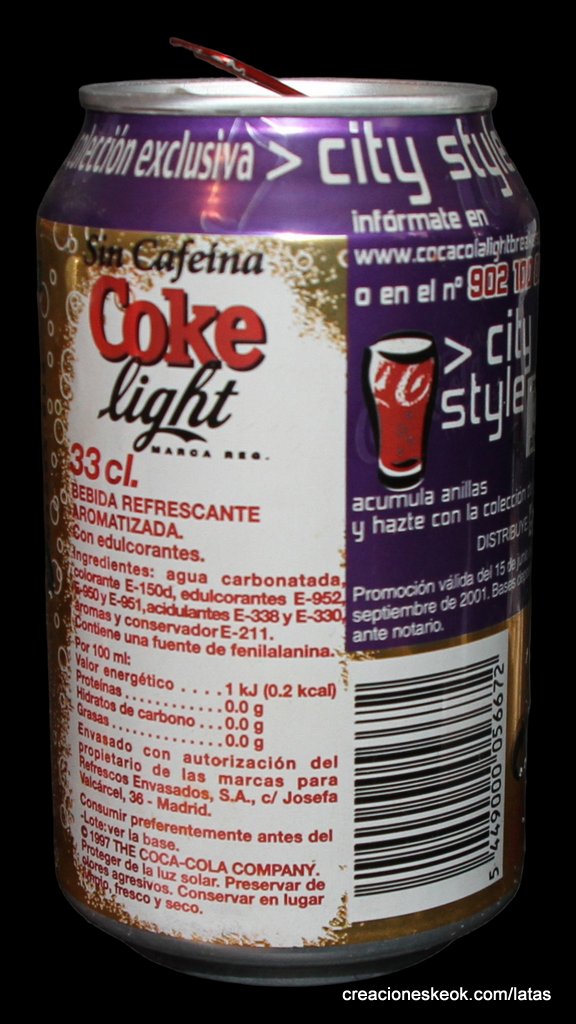 colección exclusiva > city style
Sin Cafeína
Coke
light
MARCA REG.
33 cl.
BEBIDA REFRESCANTE
AROMATIZADA.
Con edulcorantes.
Ingredientes: agua carbonatada,
colorante E-150d, edulcorantes E-952,
E-950 y E-951, acidulantes E-338 y E-330,
aromas y conservador E-211.
Contiene una fuente de fenilalanina.
Por 100 ml:
Valor energético . . . . . 1 kJ (0.2 kcal)
Proteínas . . . . . . . . . . . . 0.0 g
Hidratos de carbono . . . 0.0 g
Grasas . . . . . . . . . . . . . . 0.0 g
Envasado con autorización del
propietario de las marcas para
Refrescos Envasados, S.A., c/ Josefa
Valcárcel, 36 - Madrid.
Consumir preferentemente antes del
-Lote: ver la base.
© 1997 THE COCA-COLA COMPANY.
Proteger de la luz solar. Preservar de
olores agresivos. Conservar en lugar
limpio, fresco y seco.
infórmate en
www.cocacolalightbrea
o en el nº 902 100
> city
style
acumula anillas
y hazte con la colección
DISTRIBUYE
Promoción válida del 15 de
septiembre de 2001. Bases
ante notario.
5 449000 056672
creacioneskeok.com/latas